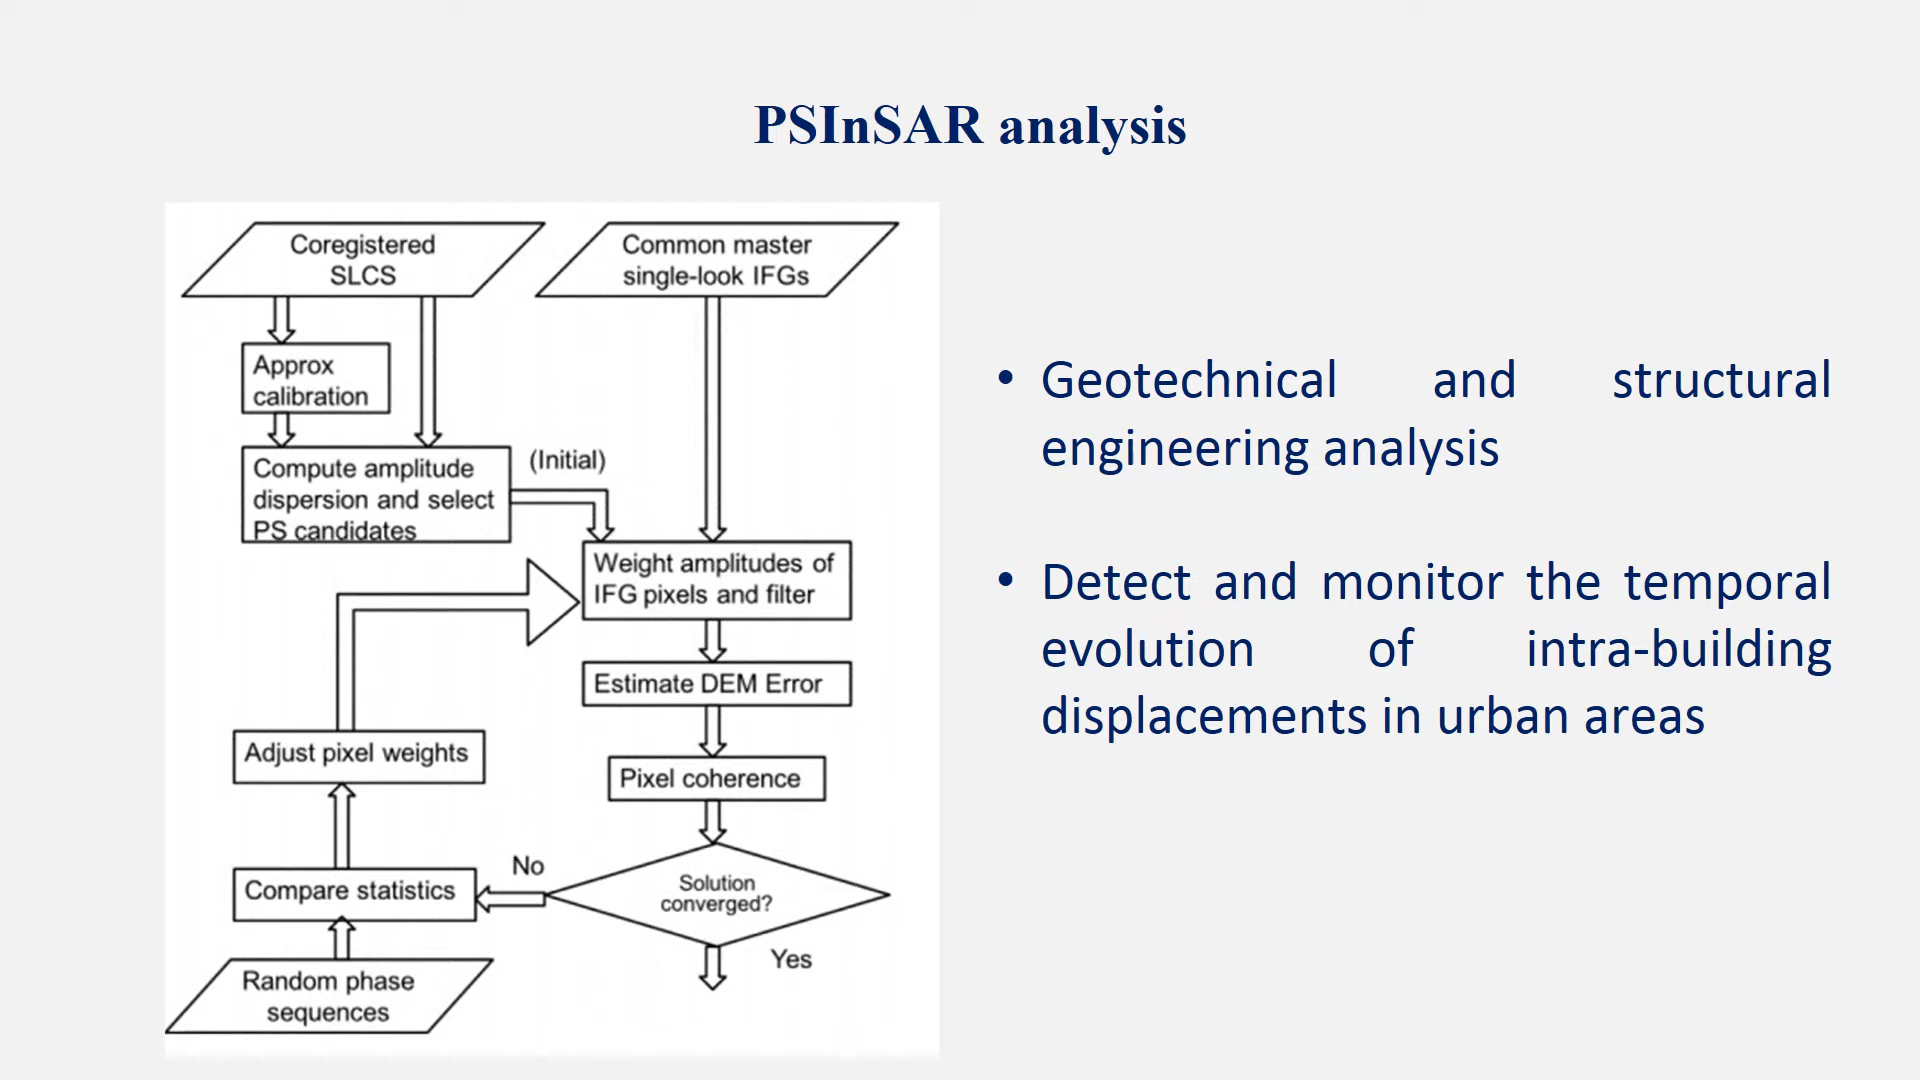 PSInSAR analysis
Coregistered
SLCS
Common master
single-look IFGs
Approx
calibration
Compute amplitude
dispersion and select
PS candidates
(Initial)
Weight amplitudes of
IFG pixels and filter
Estimate DEM Error
Adjust pixel weights
Pixel coherence
No
Solution
converged?
Compare statistics
Yes
Random phase
sequences
• Geotechnical and structural
engineering analysis
• Detect and monitor the temporal
evolution of intra-building
displacements in urban areas